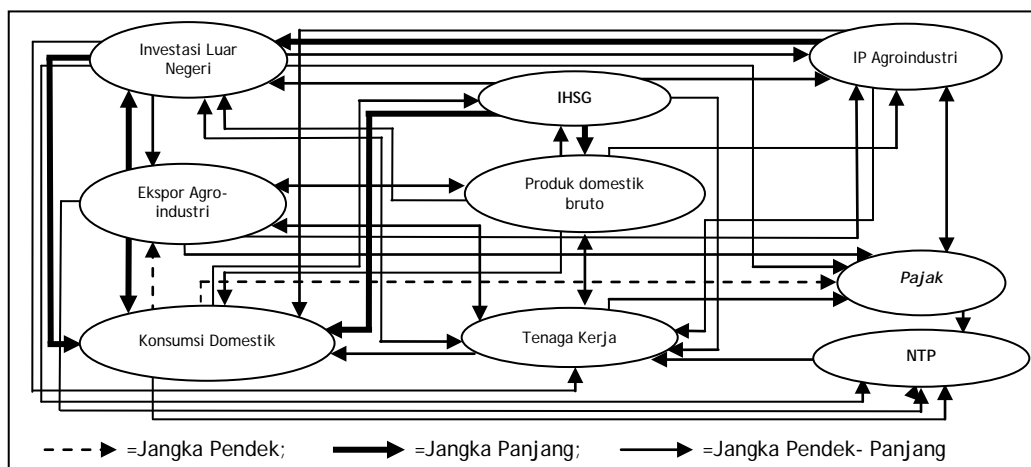 Investasi Luar
Negeri
IP Agroindustri
IHSG
Ekspor Agro-
industri
Produk domestik
bruto
Pajak
Konsumsi Domestik
Tenaga Kerja
NTP
=Jangka Pendek; =Jangka Panjang; =Jangka Pendek- Panjang